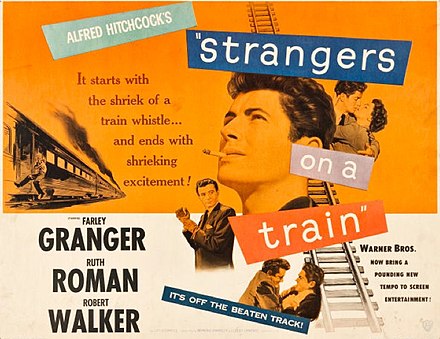 ALFRED HITCHCOCK'S
"strangers
on a
train"
It starts with
the shriek of a
train whistle...
and ends with
shrieking
excitement!
STARRING FARLEY
GRANGER
RUTH
ROMAN
ROBERT
WALKER
WARNER BROS.
NOW BRING A
POUNDING NEW
TEMPO TO SCREEN
ENTERTAINMENT!
IT'S OFF THE BEATEN TRACK!